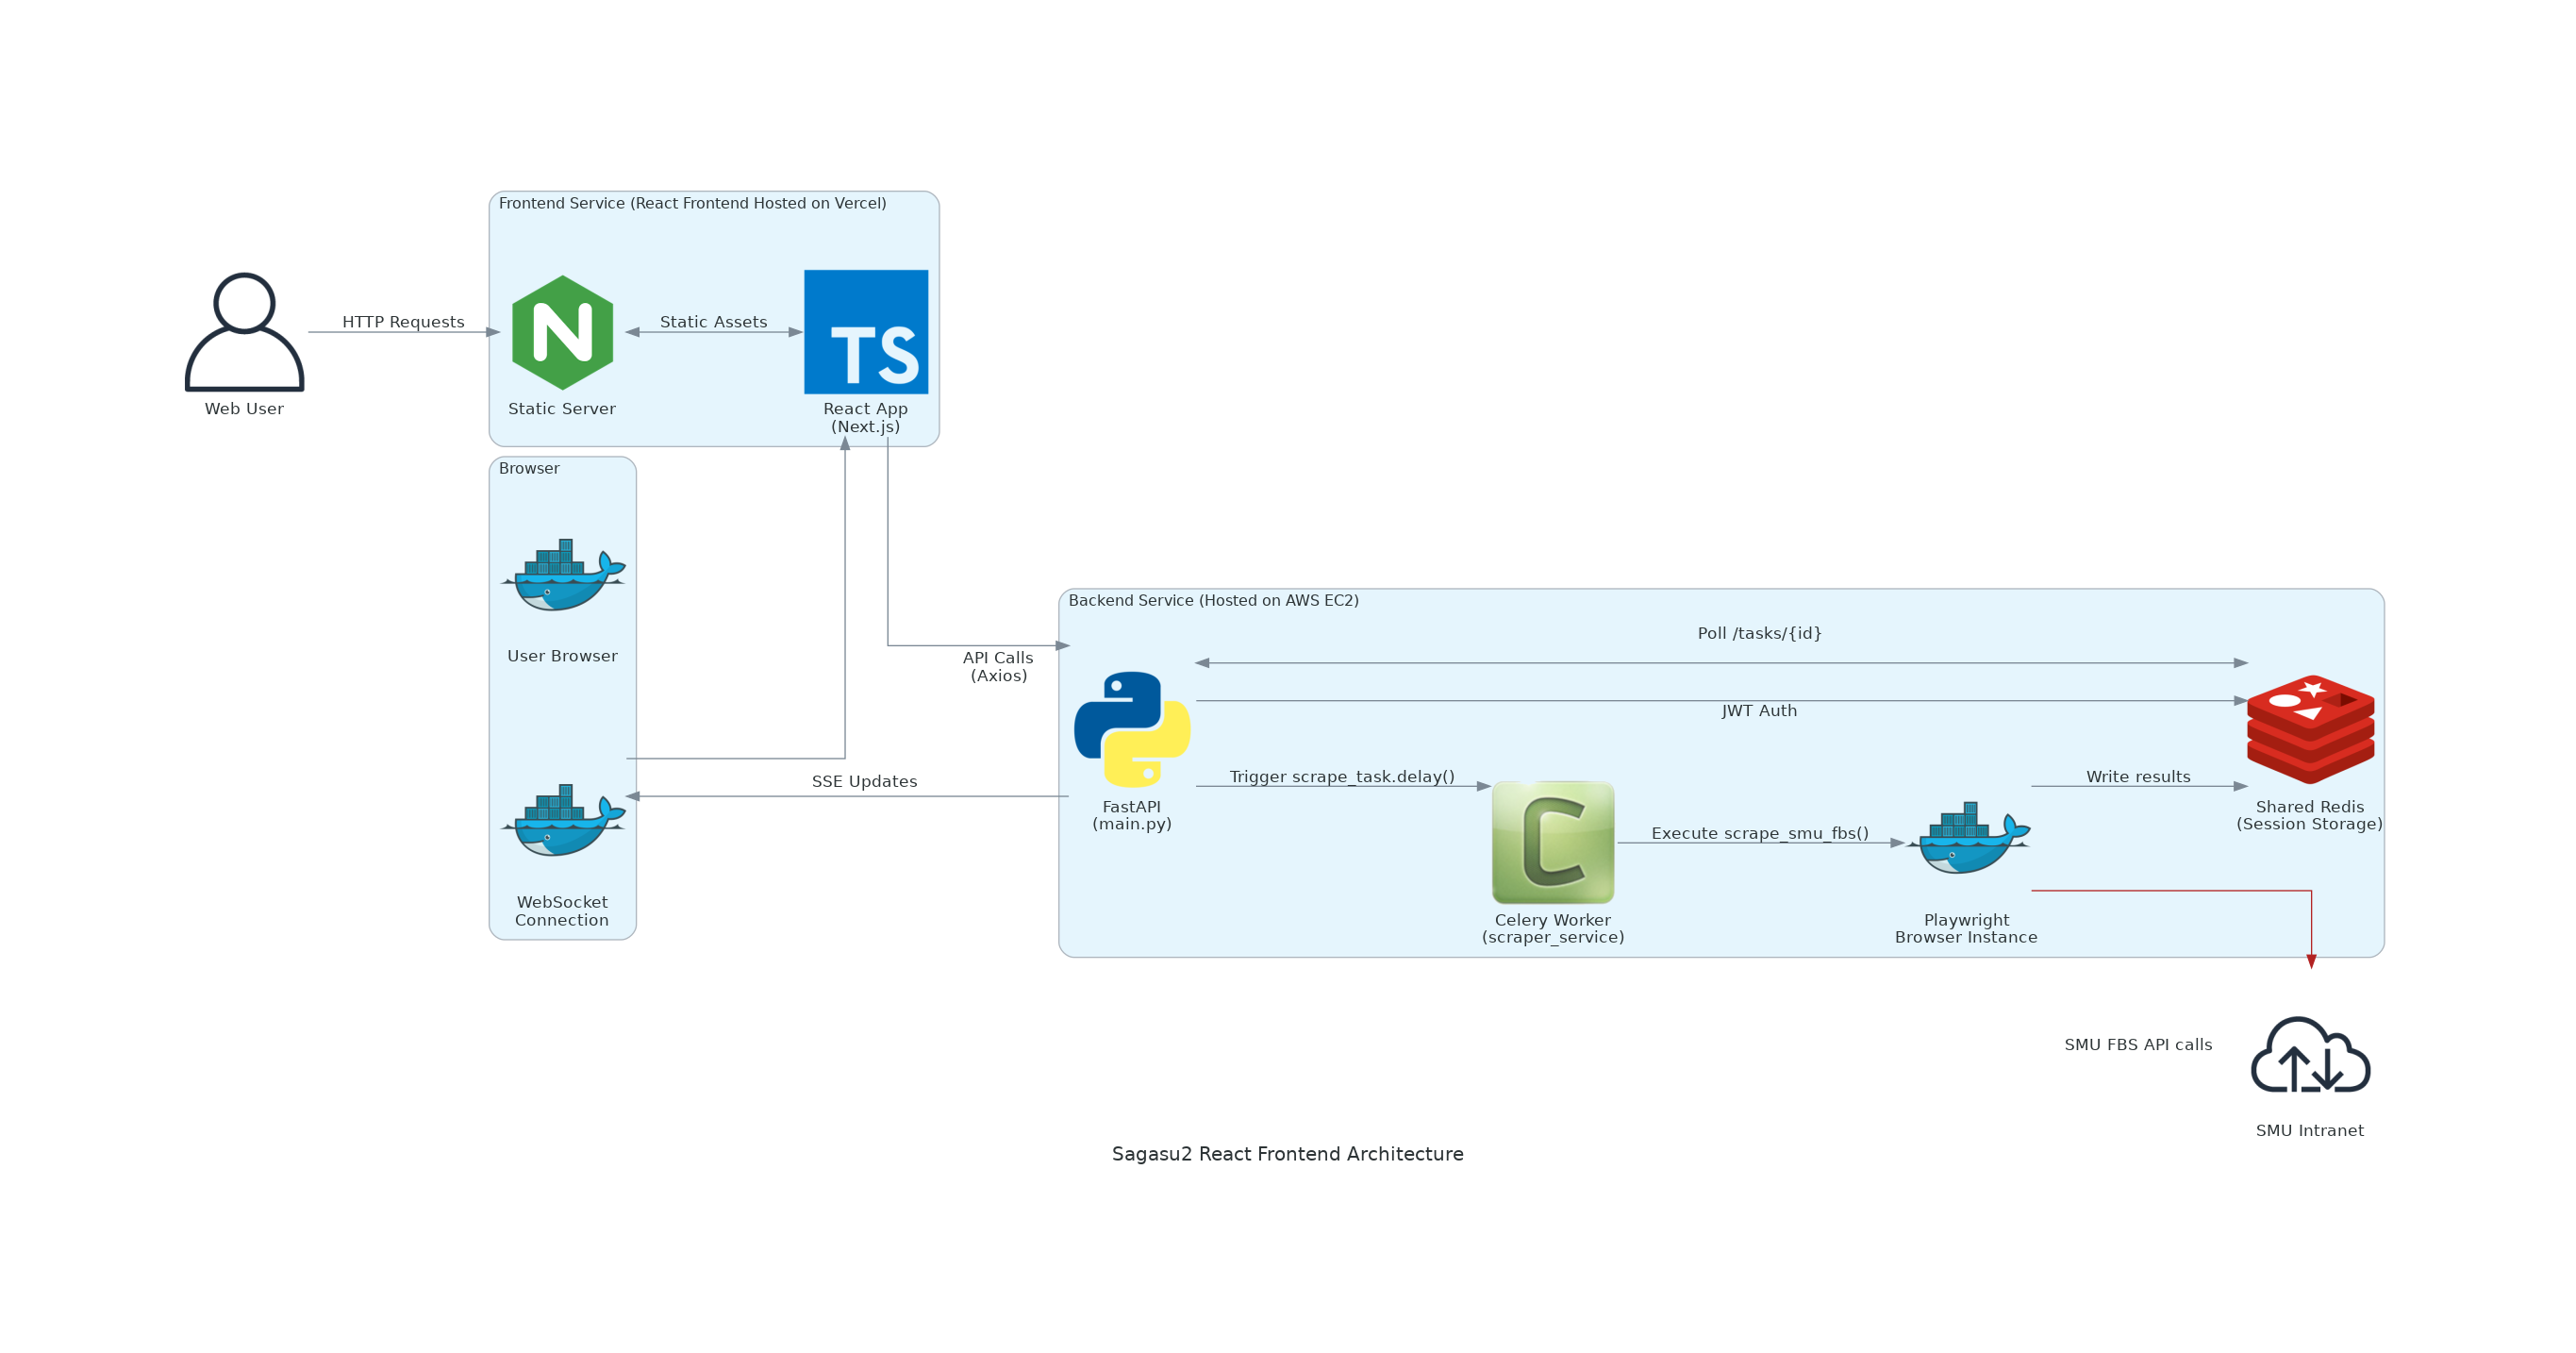 Frontend Service (React Frontend Hosted on Vercel)
HTTP Requests
Static Assets
N
TS
Web User
Static Server
React App
(Next.js)
Browser
User Browser
API Calls
(Axios)
SSE Updates
WebSocket
Connection
Backend Service (Hosted on AWS EC2)
Poll /tasks/{id}
JWT Auth
Trigger scrape_task.delay()
Write results
FastAPI
(main.py)
Shared Redis
(Session Storage)
C
Execute scrape_smu_fbs()
Celery Worker
(scraper_service)
Playwright
Browser Instance
SMU FBS API calls
SMU Intranet
Sagasu2 React Frontend Architecture